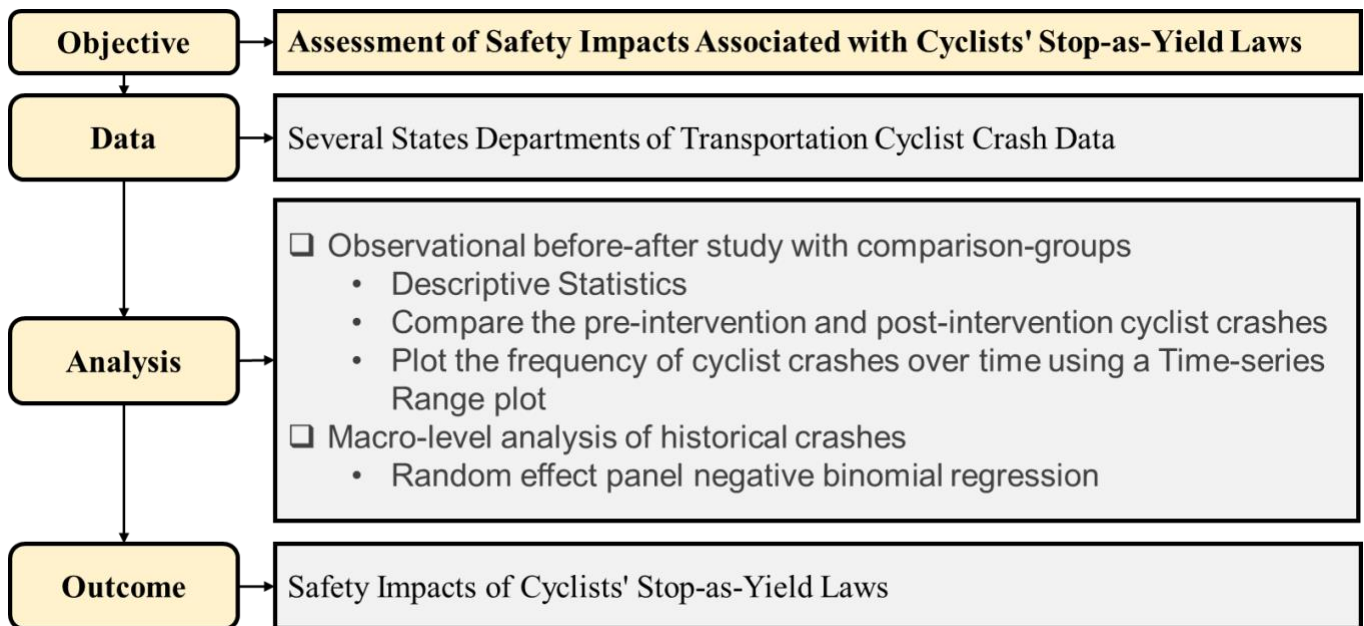 Objective
Assessment of Safety Impacts Associated with Cyclists' Stop-as-Yield Laws
Data
Several States Departments of Transportation Cyclist Crash Data
Analysis
❑ Observational before-after study with comparison-groups
• Descriptive Statistics
• Compare the pre-intervention and post-intervention cyclist crashes
• Plot the frequency of cyclist crashes over time using a Time-series
Range plot
❑ Macro-level analysis of historical crashes
• Random effect panel negative binomial regression
Outcome
Safety Impacts of Cyclists' Stop-as-Yield Laws